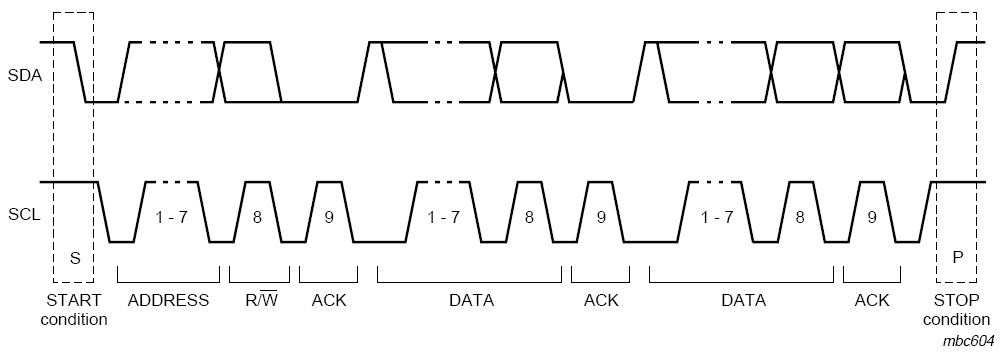 SDA
SCL
1 - 7
8
9
1 - 7
8
9
1 - 7
8
9
S
P
START
condition
ADDRESS
R/W̅
ACK
DATA
ACK
DATA
ACK
STOP
condition
mbc604